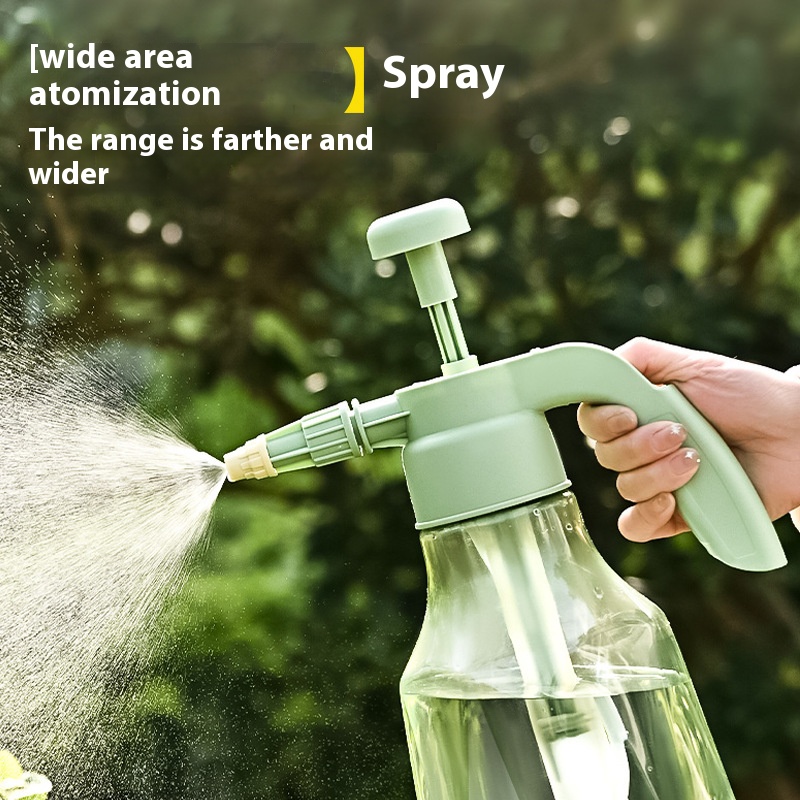 [wide area
atomization
】Spray
The range is farther and
wider